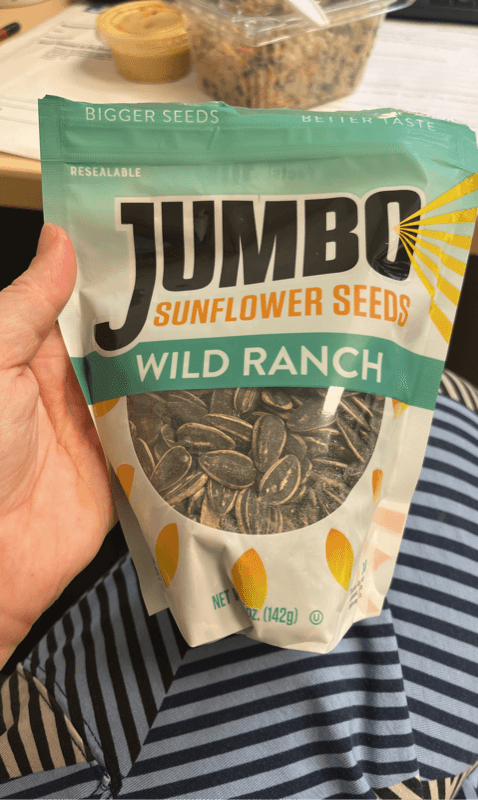 BIGGER SEEDS
BETTER TASTE
RESEALABLE
JUMBO
SUNFLOWER SEEDS
WILD RANCH
NET oz. (142g) U